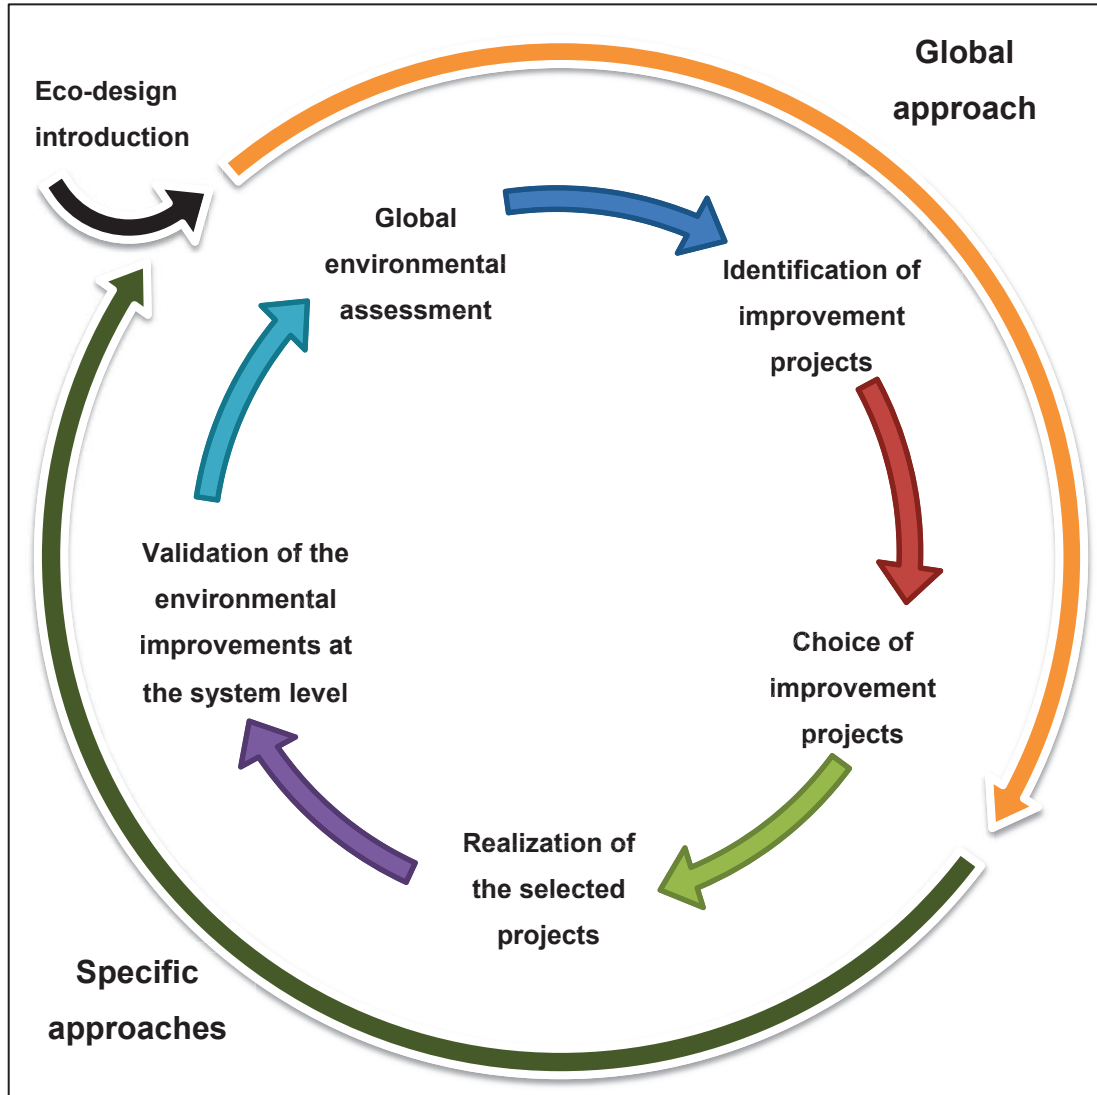 Global
approach
Eco-design
introduction
Global
environmental
assessment
Identification of
improvement
projects
Choice of
improvement
projects
Realization of
the selected
projects
Validation of the
environmental
improvements at
the system level
Specific
approaches